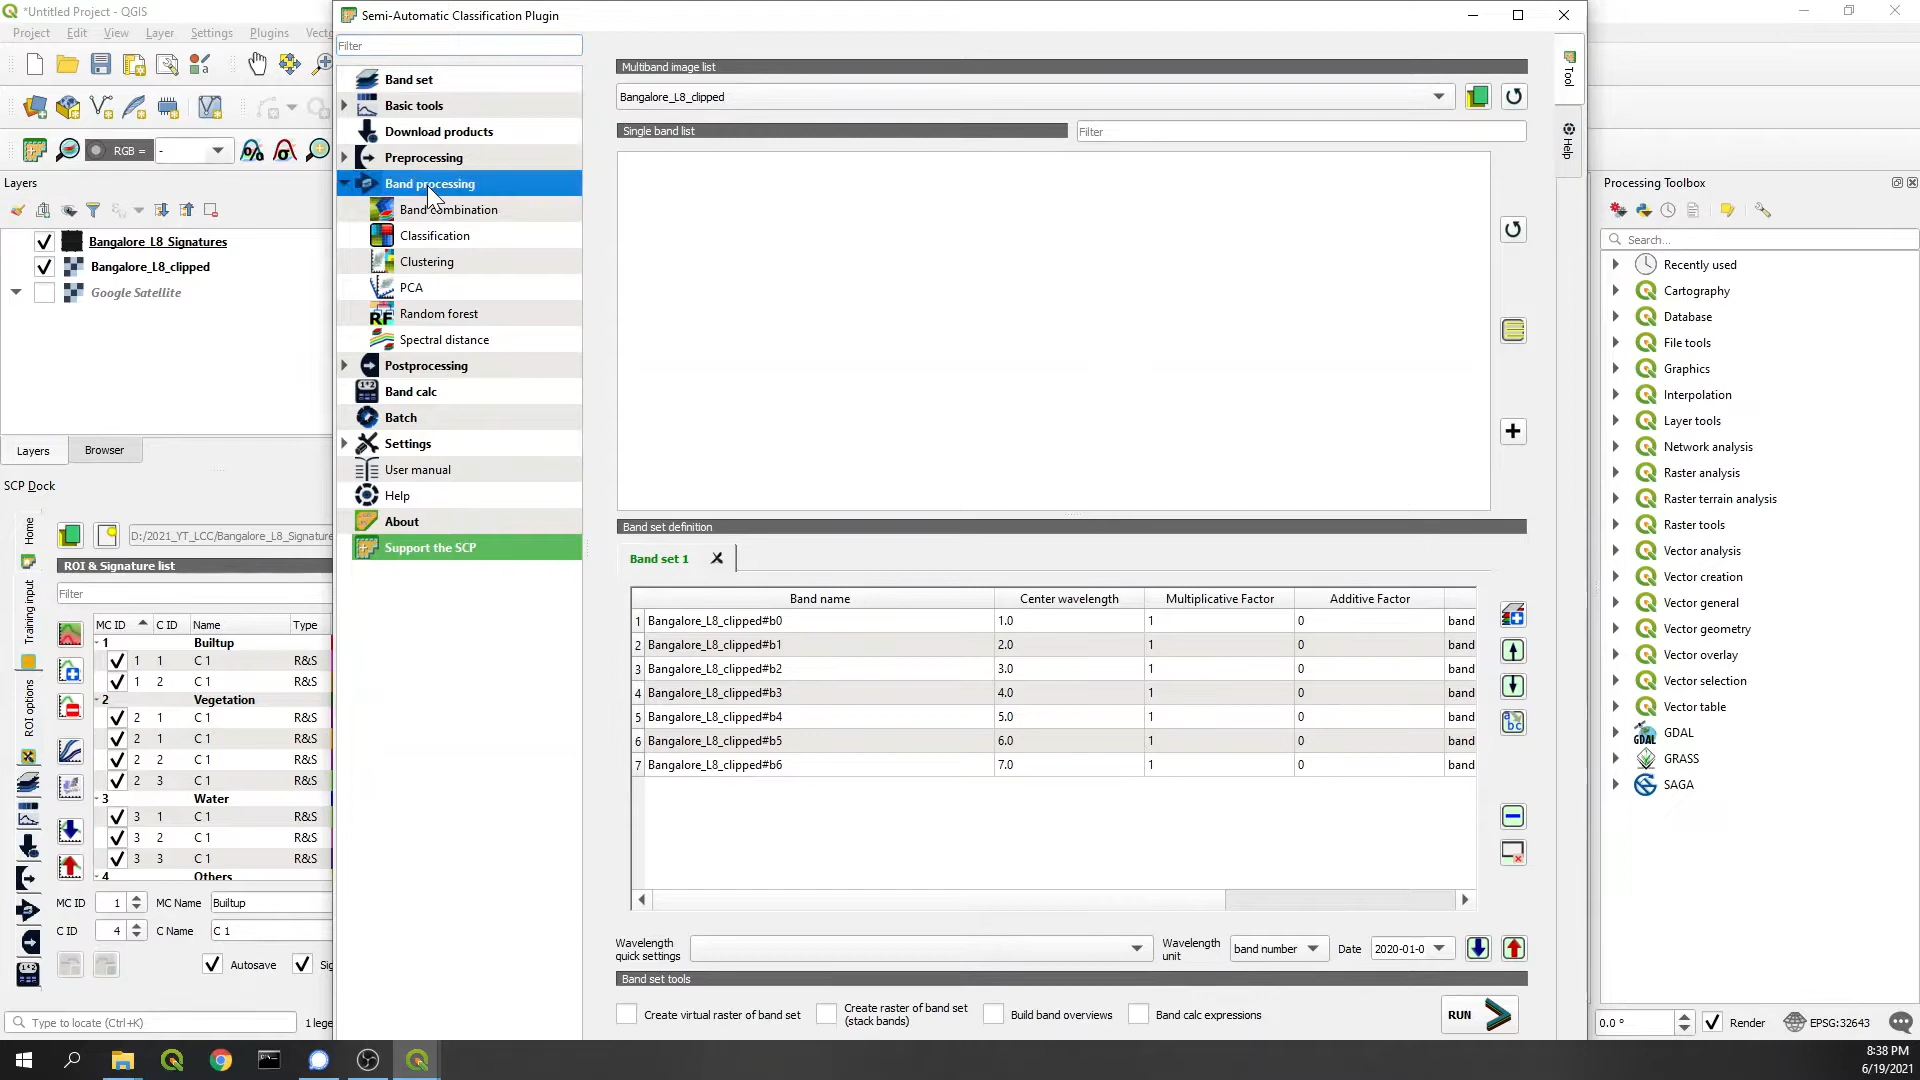 *Untitled Project - QGIS
Project Edit View Layer Settings Plugins Vecto
RGB = -
Layers
Bangalore_L8_Signatures
Bangalore_L8_clipped
Google Satellite
Layers Browser
SCP Dock
Home
Training input
ROI options
D:/2021_YT_LCC/Bangalore_L8_Signature
ROI & Signature list
Filter
MC ID C ID Name Type
1 Builtup
1 1 C 1 R&S
1 2 C 1 R&S
2 Vegetation
2 1 C 1 R&S
2 1 C 1 R&S
2 2 C 1 R&S
2 3 C 1 R&S
3 Water
3 1 C 1 R&S
3 2 C 1 R&S
3 3 C 1 R&S
4 Others
MC ID 1 MC Name Builtup
C ID 4 C Name C 1
Autosave Sig
Type to locate (Ctrl+K) 1 lege
Semi-Automatic Classification Plugin
Filter
Band set
Basic tools
Download products
Preprocessing
Band processing
Band combination
Classification
Clustering
PCA
Random forest
Spectral distance
Postprocessing
Band calc
Batch
Settings
User manual
Help
About
Support the SCP
Multiband image list
Bangalore_L8_clipped
Single band list Filter
Tool
Help
Band set definition
Band set 1
Band name Center wavelength Multiplicative Factor Additive Factor
1 Bangalore_L8_clipped#b0 1.0 1 0 band
2 Bangalore_L8_clipped#b1 2.0 1 0 band
3 Bangalore_L8_clipped#b2 3.0 1 0 band
4 Bangalore_L8_clipped#b3 4.0 1 0 band
5 Bangalore_L8_clipped#b4 5.0 1 0 band
6 Bangalore_L8_clipped#b5 6.0 1 0 band
7 Bangalore_L8_clipped#b6 7.0 1 0 band
Wavelength quick settings
Wavelength unit band number Date 2020-01-0
Band set tools
Create virtual raster of band set
Create raster of band set (stack bands)
Build band overviews
Band calc expressions
RUN
Processing Toolbox
Search...
Recently used
Cartography
Database
File tools
Graphics
Interpolation
Layer tools
Network analysis
Raster analysis
Raster terrain analysis
Raster tools
Vector analysis
Vector creation
Vector general
Vector geometry
Vector overlay
Vector selection
Vector table
GDAL
GRASS
SAGA
0.0 ° Render EPSG:32643
8:38 PM
6/19/2021